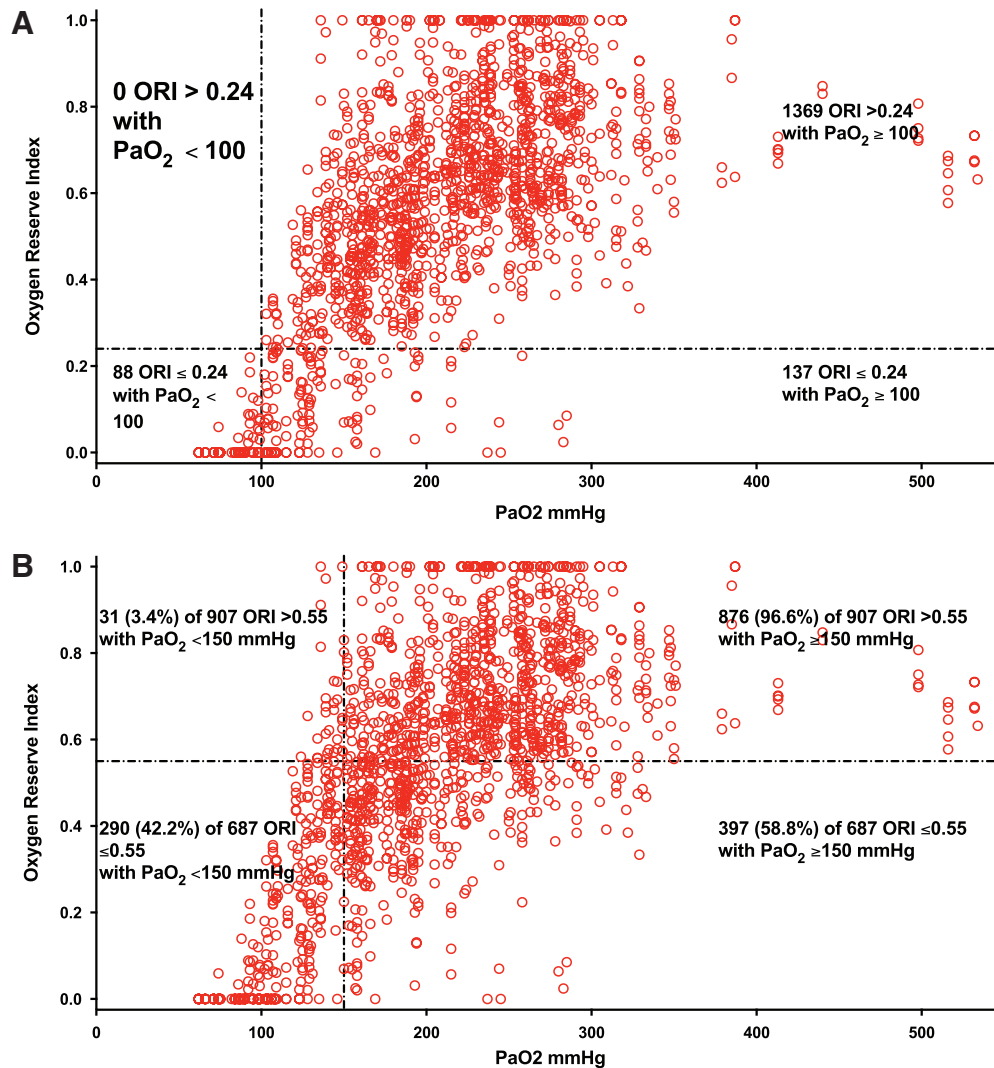 A
1.0
0.8
0.6
0.4
0.2
0.0
Oxygen Reserve Index
0 ORI > 0.24
with
PaO2 < 100
1369 ORI >0.24
with PaO2 ≥ 100
88 ORI ≤ 0.24
with PaO2 <
100
137 ORI ≤ 0.24
with PaO2 ≥ 100
0 100 200 300 400 500
PaO2 mmHg
B
1.0
0.8
0.6
0.4
0.2
0.0
Oxygen Reserve Index
31 (3.4%) of 907 ORI >0.55
with PaO2 <150 mmHg
876 (96.6%) of 907 ORI >0.55
with PaO2 ≥150 mmHg
290 (42.2%) of 687 ORI
≤0.55
with PaO2 <150 mmHg
397 (58.8%) of 687 ORI ≤0.55
with PaO2 ≥150 mmHg
0 100 200 300 400 500
PaO2 mmHg